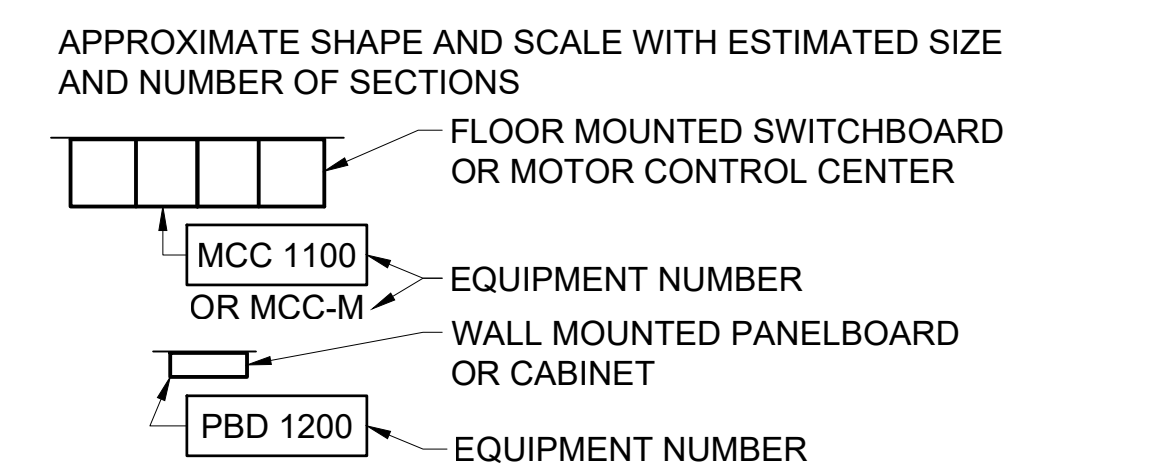 APPROXIMATE SHAPE AND SCALE WITH ESTIMATED SIZE
AND NUMBER OF SECTIONS
FLOOR MOUNTED SWITCHBOARD
OR MOTOR CONTROL CENTER
MCC 1100
EQUIPMENT NUMBER
OR MCC-M
WALL MOUNTED PANELBOARD
OR CABINET
PBD 1200
EQUIPMENT NUMBER